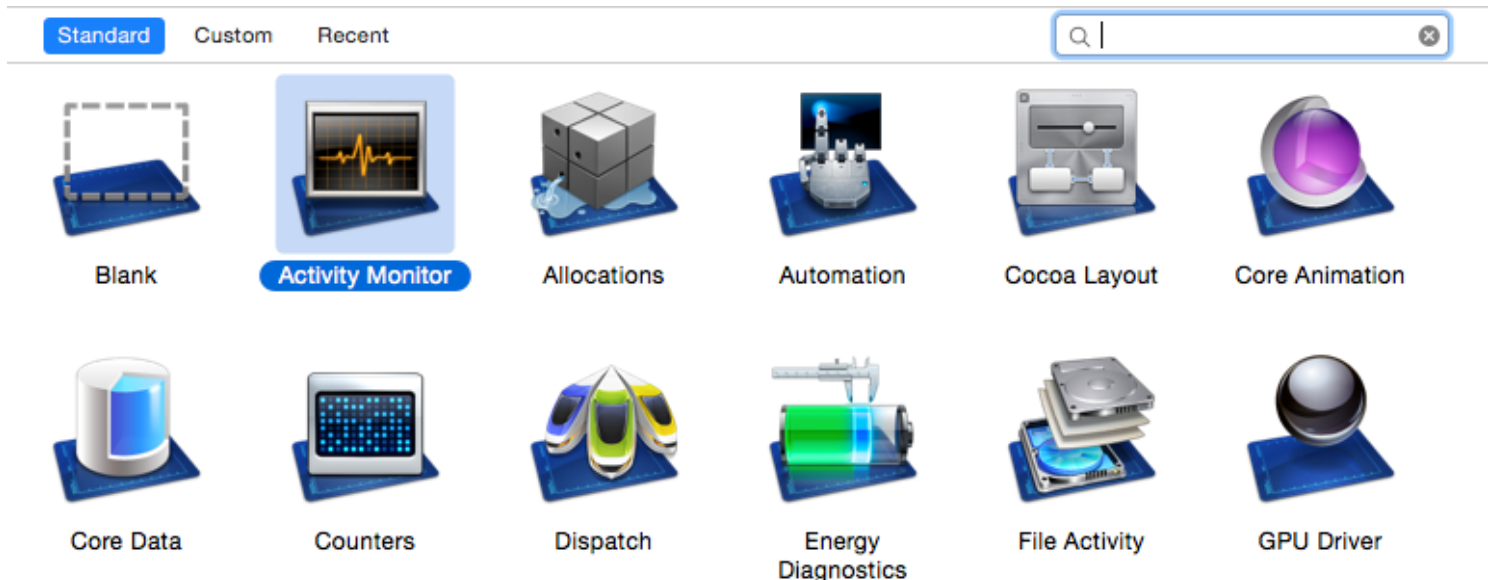 Standard Custom Recent
Blank Activity Monitor Allocations Automation Cocoa Layout Core Animation
Core Data Counters Dispatch Energy File Activity GPU Driver
Diagnostics